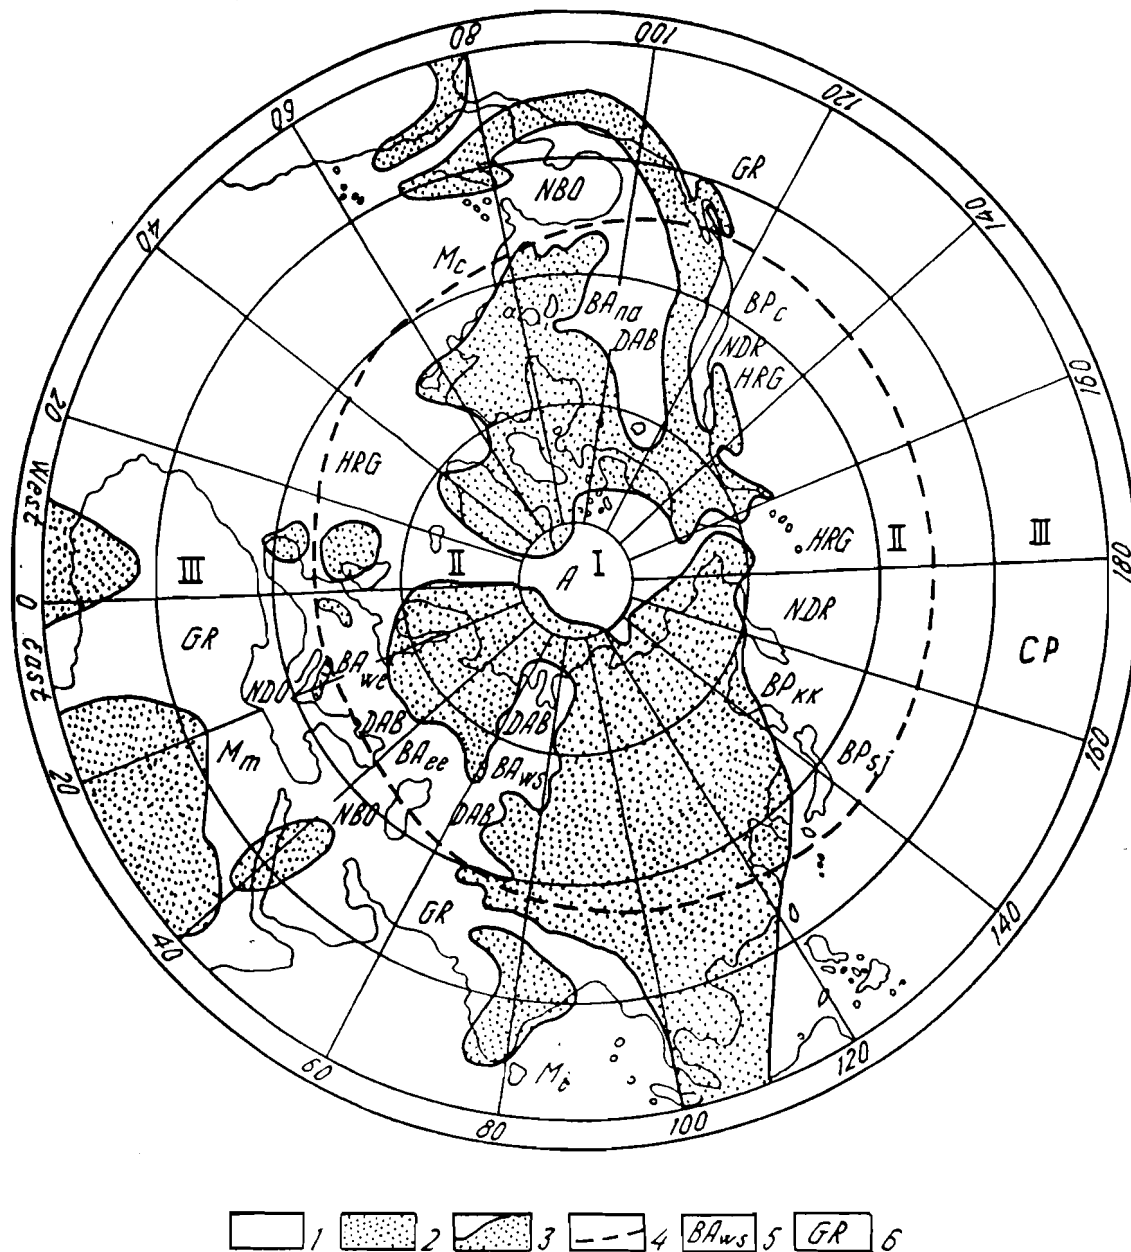 80
100
60
120
GR
NBO
140
40
Mc
BPc
a
D
BAna
DAB
NDR
HRG
160
20
HRG
West
III
II
A
I
HRG
II
III
180
0
GR
NDR
CP
East
NDO
BAwe
DAB
DAB
BPkk
BAee
BAws
BPsj
Mm
20
160
NBO
DAB
GR
40
140
Mi
60
120
80
100
1
2
3
4
BAws
5
GR
6